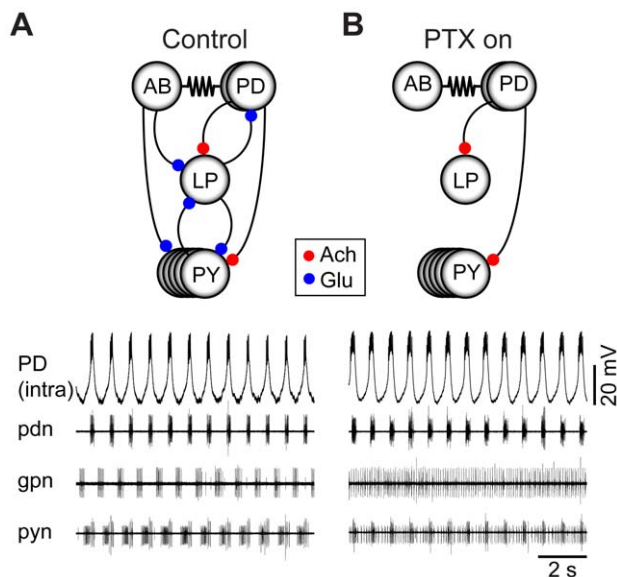 A
Control
AB
PD
LP
PY
B
PTX on
AB
PD
LP
PY
Ach
Glu
PD
(intra)
pdn
gpn
pyn
20 mV
2 s